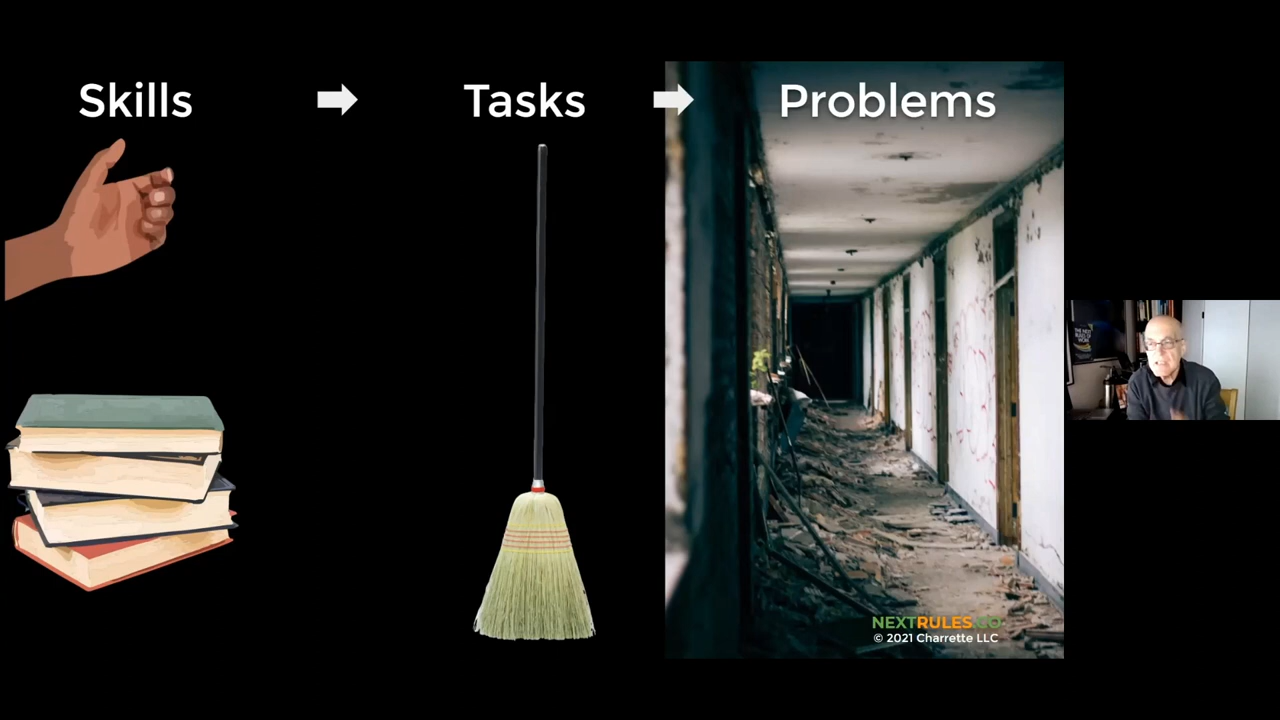 Skills
Tasks
Problems
NEXTRULES.CO
© 2021 Charrette LLC